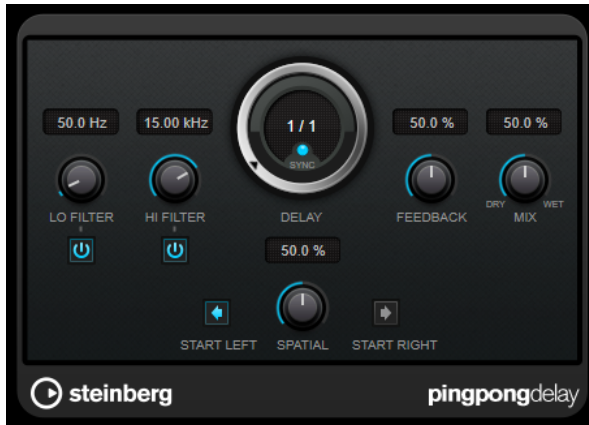 50.0 Hz
15.00 kHz
1 / 1
50.0 %
50.0 %
SYNC
LO FILTER
HI FILTER
DELAY
FEEDBACK
DRY
MIX
WET
50.0 %
START LEFT
SPATIAL
START RIGHT
steinberg
pingpongdelay